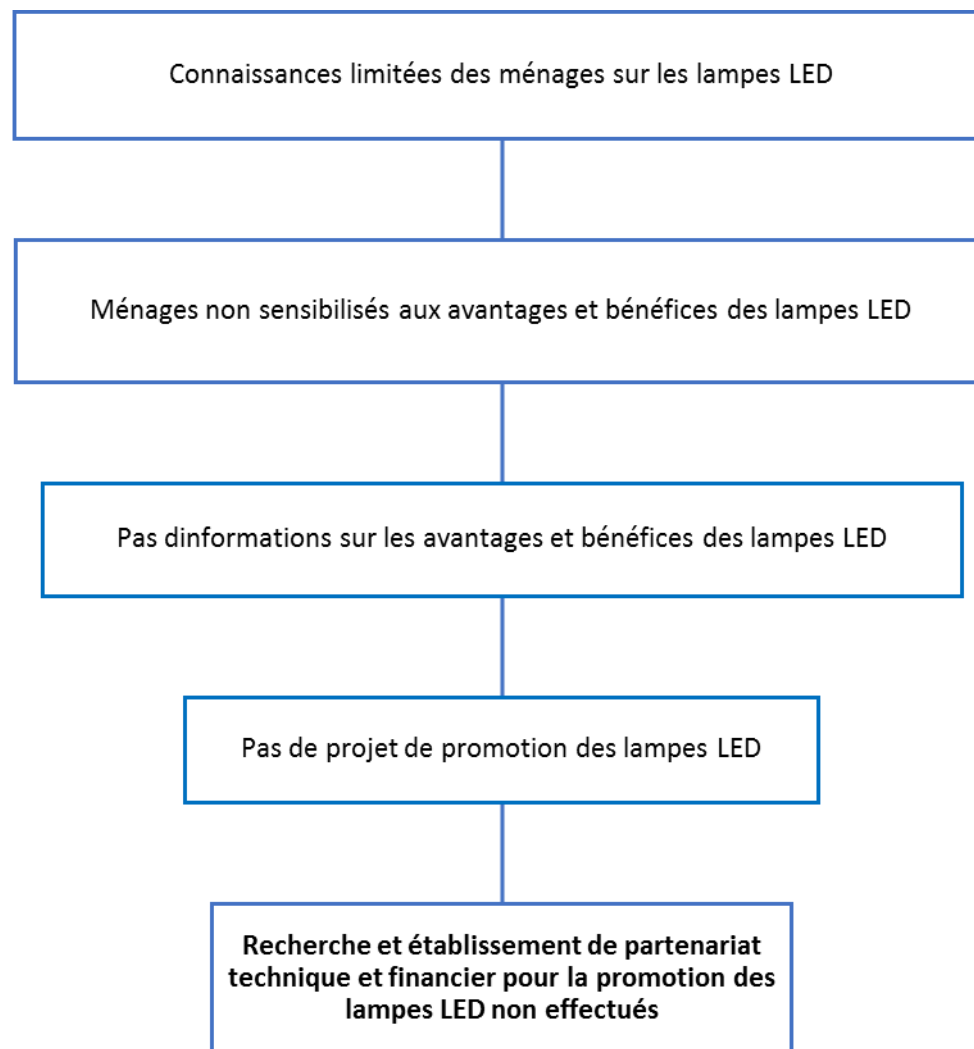 Connaissances limitées des ménages sur les lampes LED
Ménages non sensibilisés aux avantages et bénéfices des lampes LED
Pas dinformations sur les avantages et bénéfices des lampes LED
Pas de projet de promotion des lampes LED
Recherche et établissement de partenariat
technique et financier pour la promotion des
lampes LED non effectués